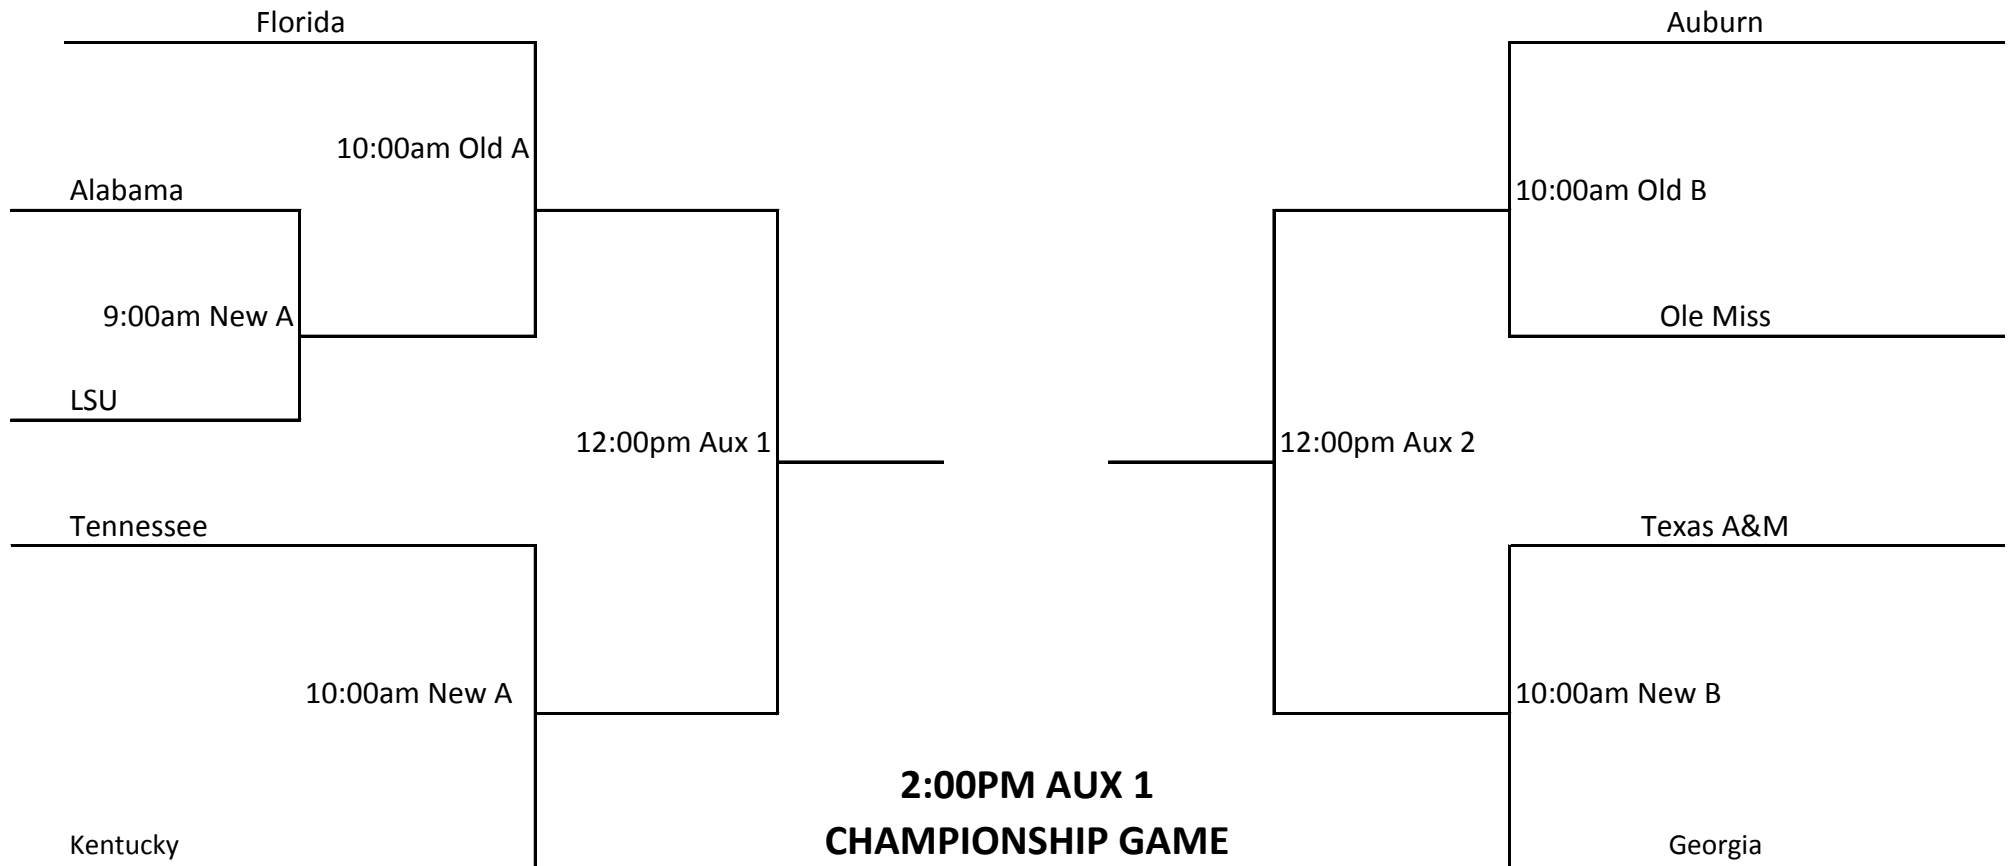 Florida
Auburn
10:00am Old A
Alabama
10:00am Old B
9:00am New A
Ole Miss
LSU
12:00pm Aux 1
12:00pm Aux 2
Tennessee
Texas A&M
10:00am New A
10:00am New B
2:00PM AUX 1
CHAMPIONSHIP GAME
Kentucky
Georgia